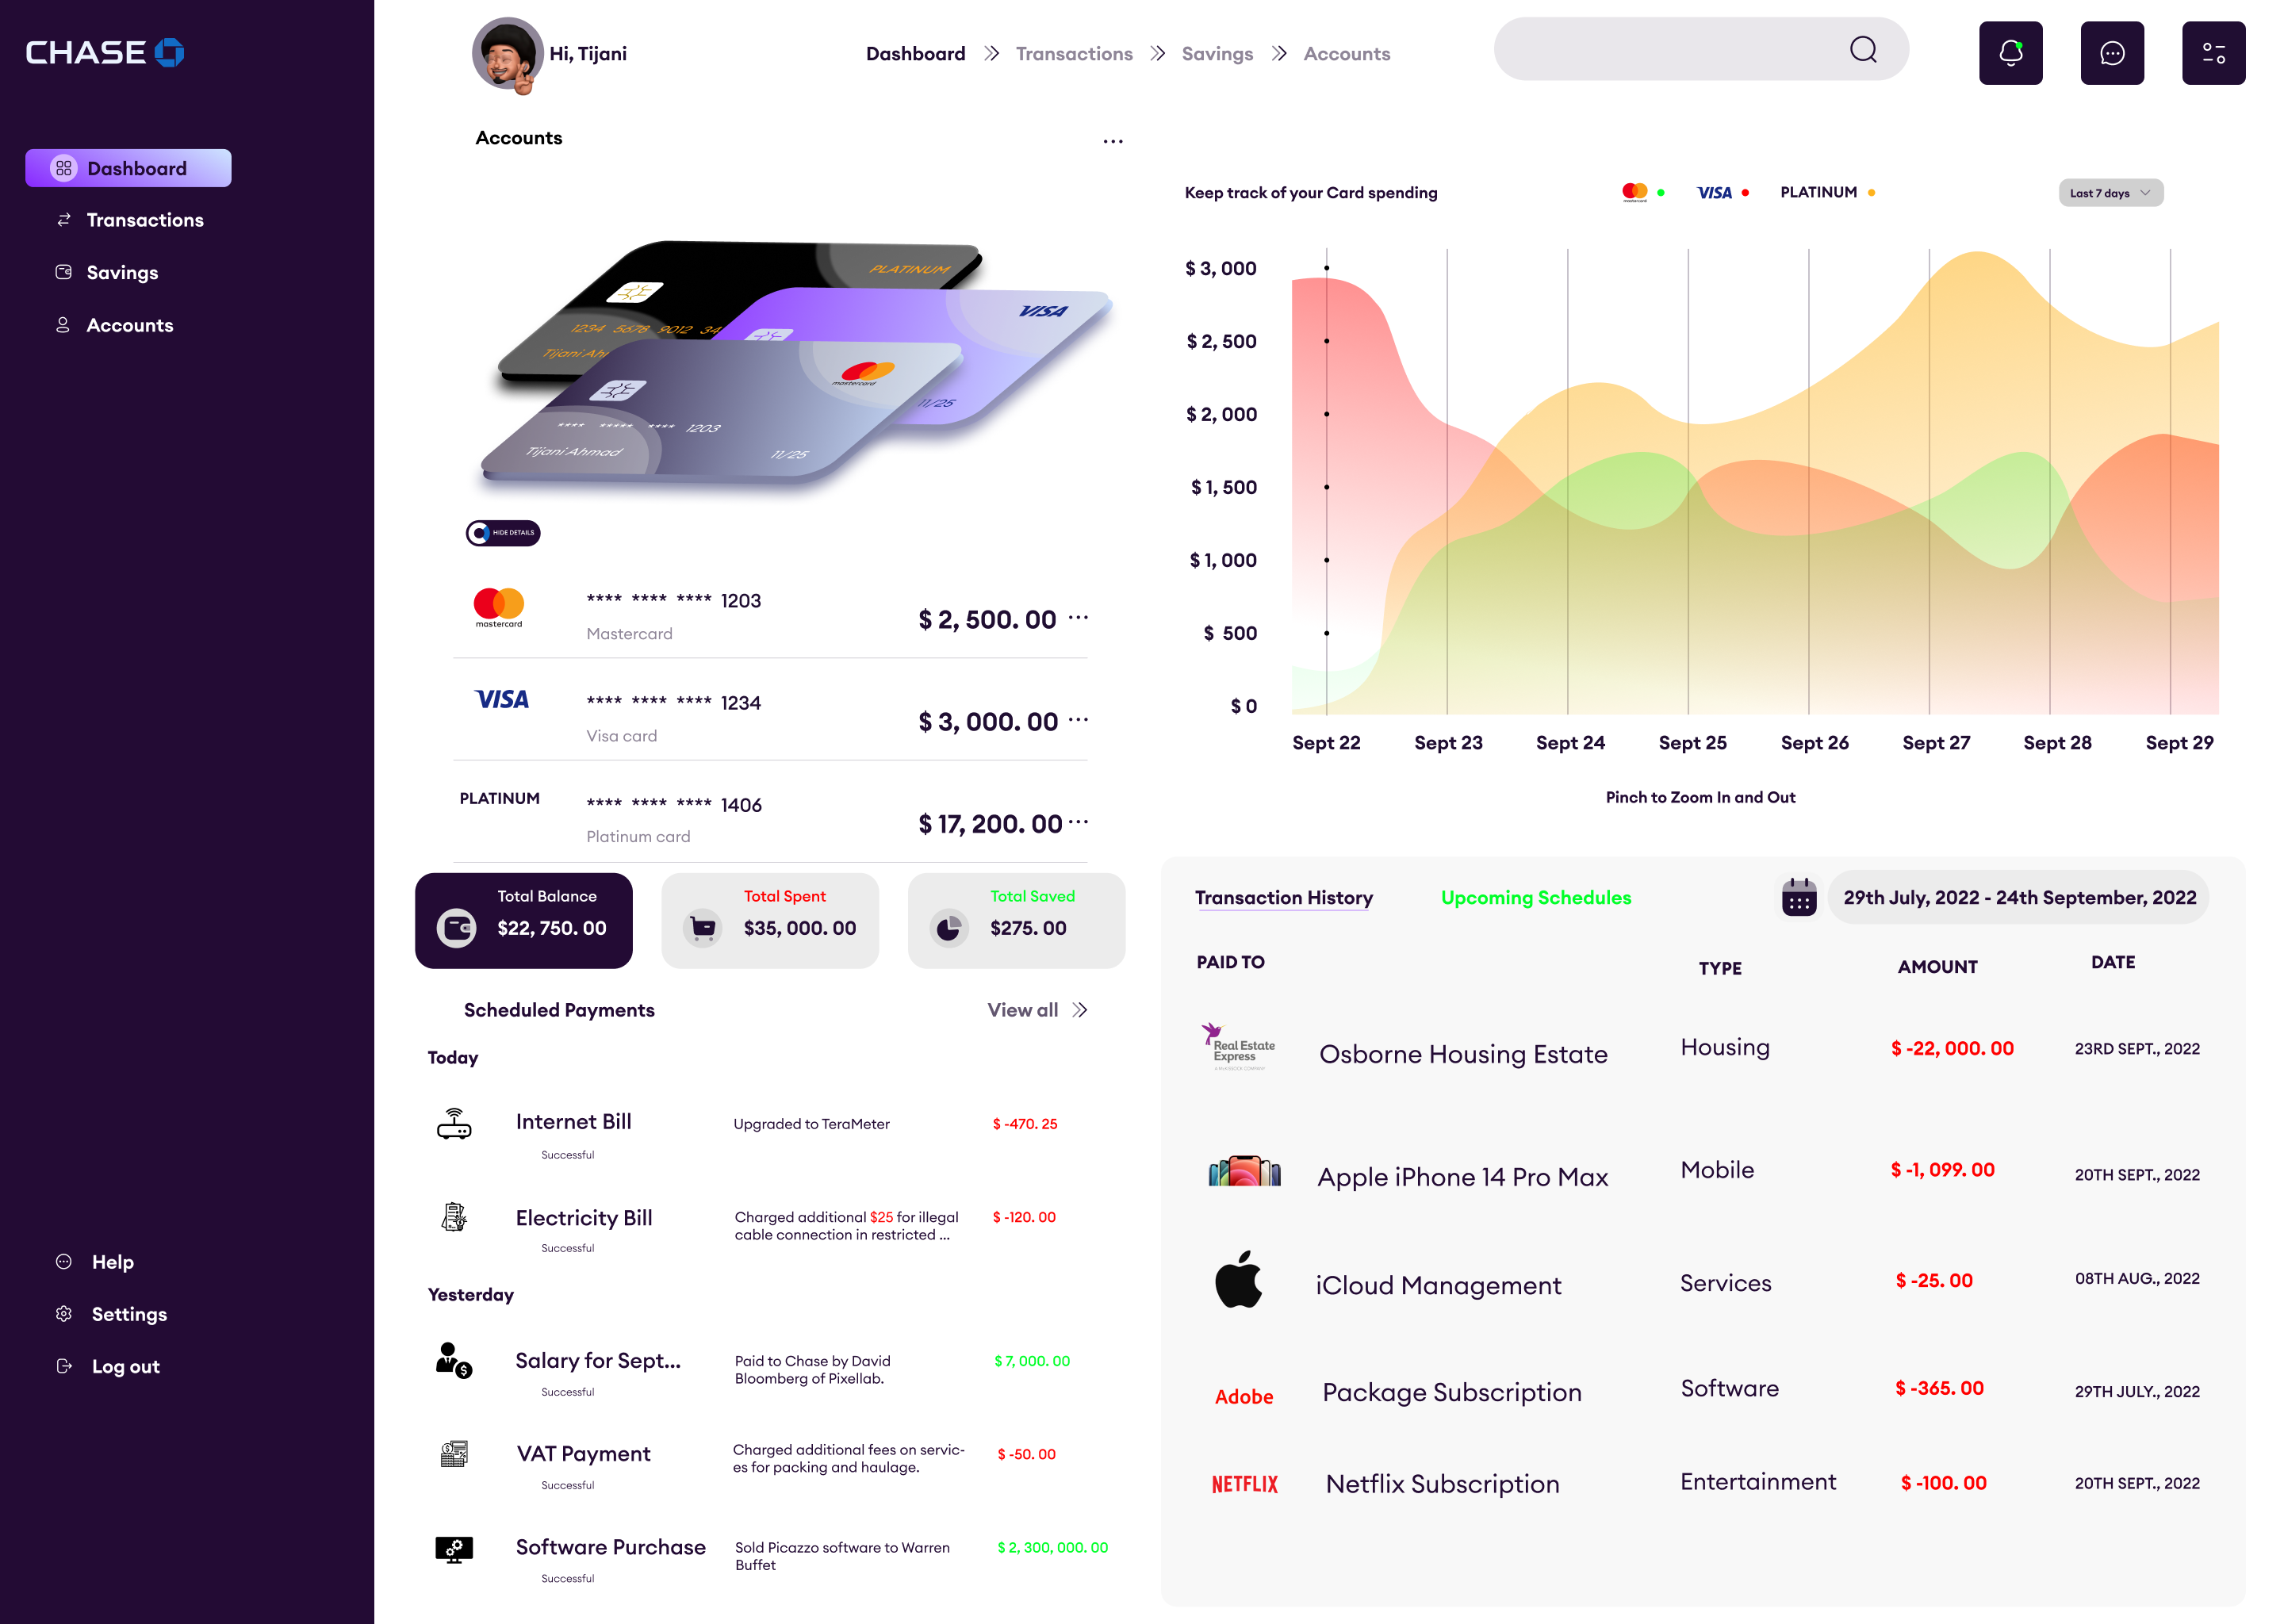 CHASE
Dashboard
Transactions
Savings
Accounts
Help
Settings
Log out
Hi, Tijani
Dashboard
Transactions
Savings
Accounts
Accounts
...
PLATINUM
1234 5678 9012 34
Tijani Ah
VISA
11/25
mastercard
**** ***** **** 1203
Tijani Ahmad
11/25
HIDE DETAILS
mastercard
**** **** **** 1203
Mastercard
$ 2, 500. 00 ...
VISA
**** **** **** 1234
Visa card
$ 3, 000. 00 ...
PLATINUM
**** **** **** 1406
Platinum card
$ 17, 200. 00 ...
Total Balance
$22, 750. 00
Total Spent
$35, 000. 00
Total Saved
$275. 00
Scheduled Payments
View all
Today
Internet Bill
Successful
Upgraded to TeraMeter
$ -470. 25
Electricity Bill
Successful
Charged additional $25 for illegal
cable connection in restricted ...
$ -120. 00
Yesterday
Salary for Sept...
Successful
Paid to Chase by David
Bloomberg of Pixellab.
$ 7, 000. 00
VAT Payment
Successful
Charged additional fees on servic-
es for packing and haulage.
$ -50. 00
Software Purchase
Successful
Sold Picazzo software to Warren
Buffet
$ 2, 300, 000. 00
Keep track of your Card spending
mastercard
VISA
PLATINUM
Last 7 days
$ 3, 000
$ 2, 500
$ 2, 000
$ 1, 500
$ 1, 000
$ 500
$ 0
Sept 22
Sept 23
Sept 24
Sept 25
Sept 26
Sept 27
Sept 28
Sept 29
Pinch to Zoom In and Out
Transaction History
Upcoming Schedules
29th July, 2022 - 24th September, 2022
PAID TO
TYPE
AMOUNT
DATE
Real Estate
Express
Osborne Housing Estate
Housing
$ -22, 000. 00
23RD SEPT., 2022
Apple iPhone 14 Pro Max
Mobile
$ -1, 099. 00
20TH SEPT., 2022
iCloud Management
Services
$ -25. 00
08TH AUG., 2022
Adobe
Package Subscription
Software
$ -365. 00
29TH JULY., 2022
NETFLIX
Netflix Subscription
Entertainment
$ -100. 00
20TH SEPT., 2022